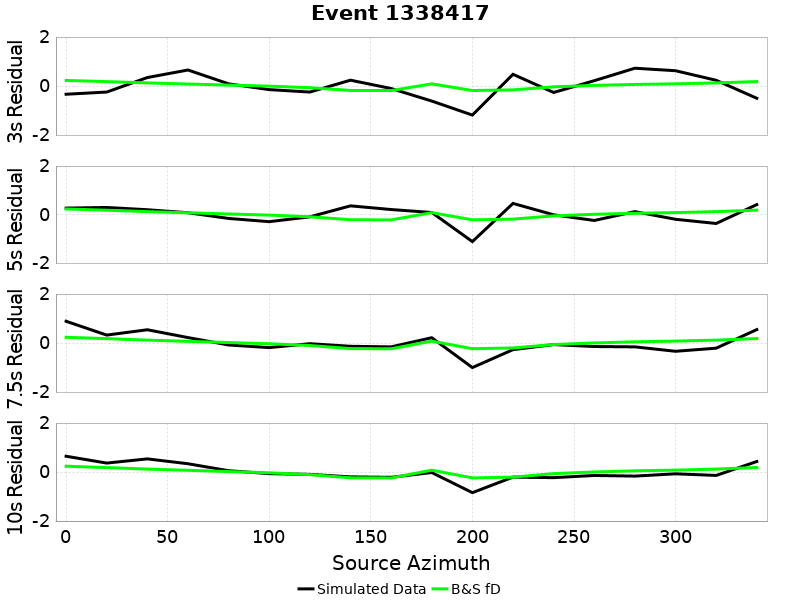 Event 1338417
3s Residual
2
0
-2
5s Residual
2
0
-2
7.5s Residual
2
0
-2
10s Residual
2
0
-2
0 50 100 150 200 250 300
Source Azimuth
Simulated Data B&S fD